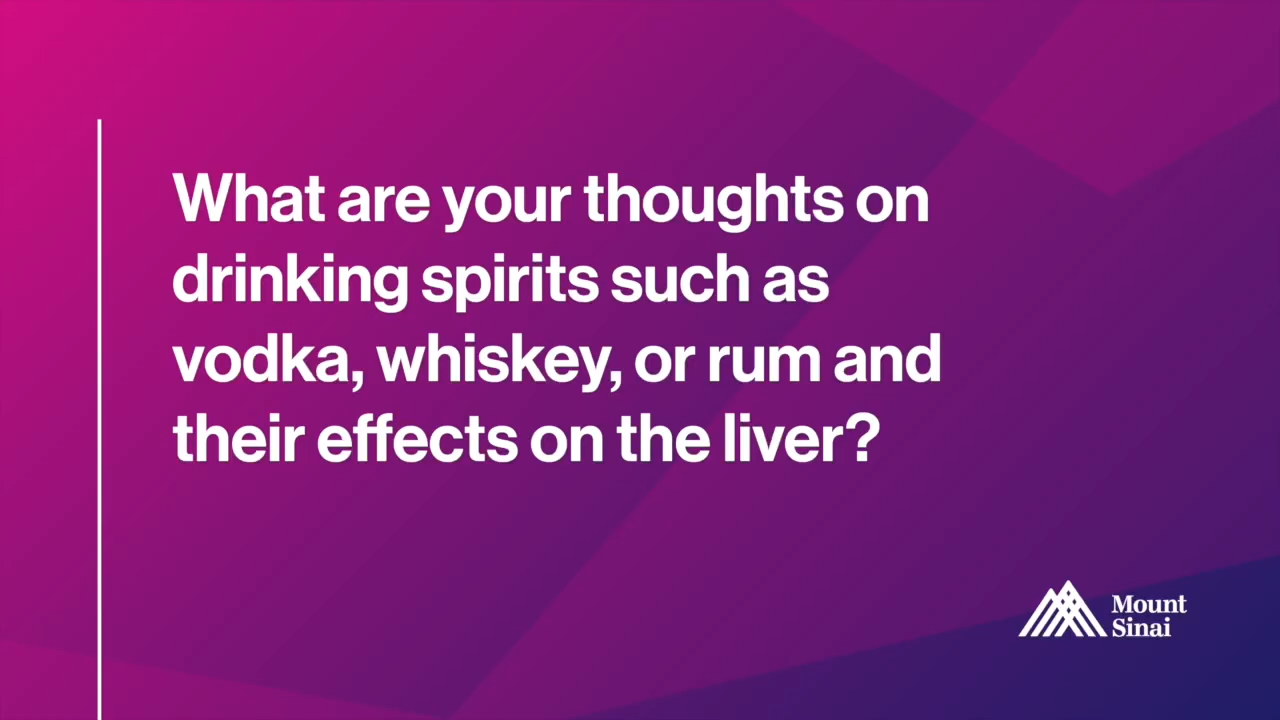 What are your thoughts on
drinking spirits such as
vodka, whiskey, or rum and
their effects on the liver?
Mount
Sinai